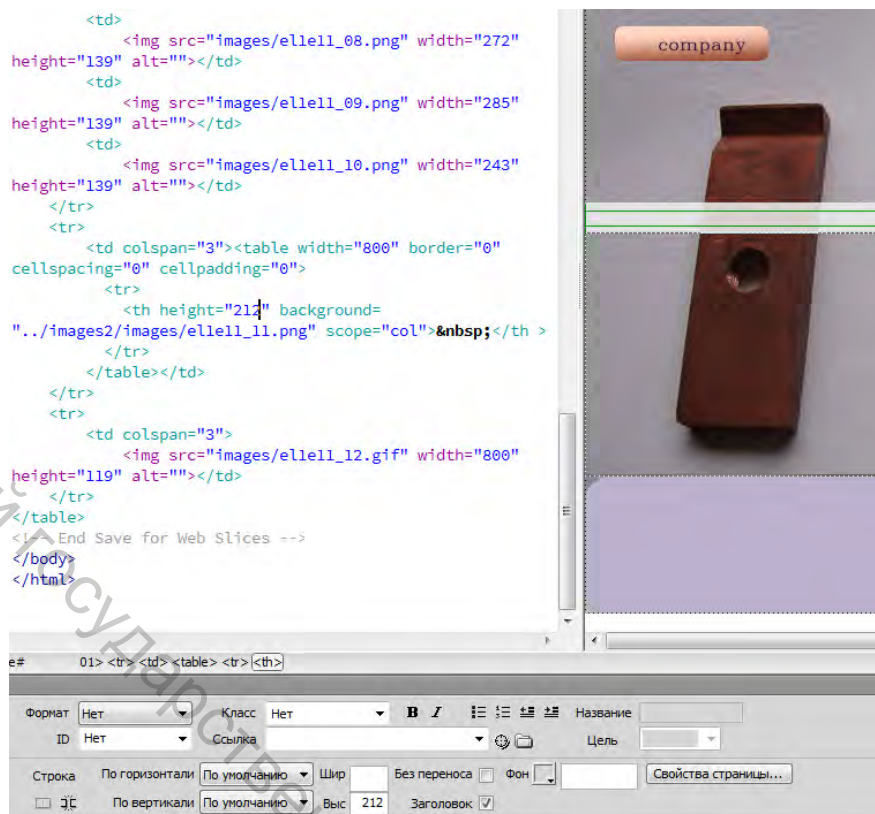 <td>
<img src="images/ellell_08.png" width="272"
height="139" alt=""></td>
<td>
<img src="images/ellell_09.png" width="285"
height="139" alt=""></td>
<td>
<img src="images/ellell_10.png" width="243"
height="139" alt=""></td>
</tr>
<tr>
<td colspan="3"><table width="800" border="0"
cellspacing="0" cellpadding="0">
<tr>
<th height="212" background=
"../images2/images/ellell_11.png" scope="col">&nbsp;</th >
</tr>
</table></td>
</tr>
<tr>
<td colspan="3">
<img src="images/ellell_12.gif" width="800"
height="119" alt=""></td>
</tr>
</table>
<!-- End Save for Web Slices -->
</body>
</html>
company
e# 01> <tr> <td> <table> <tr> <th>
Формат Нет Класс Нет B I Название
ID Нет Ссылка Цель
Строка По горизонтали По умолчанию Шир Без переноса Фон Свойства страницы...
По вертикали По умолчанию Выс 212 Заголовок